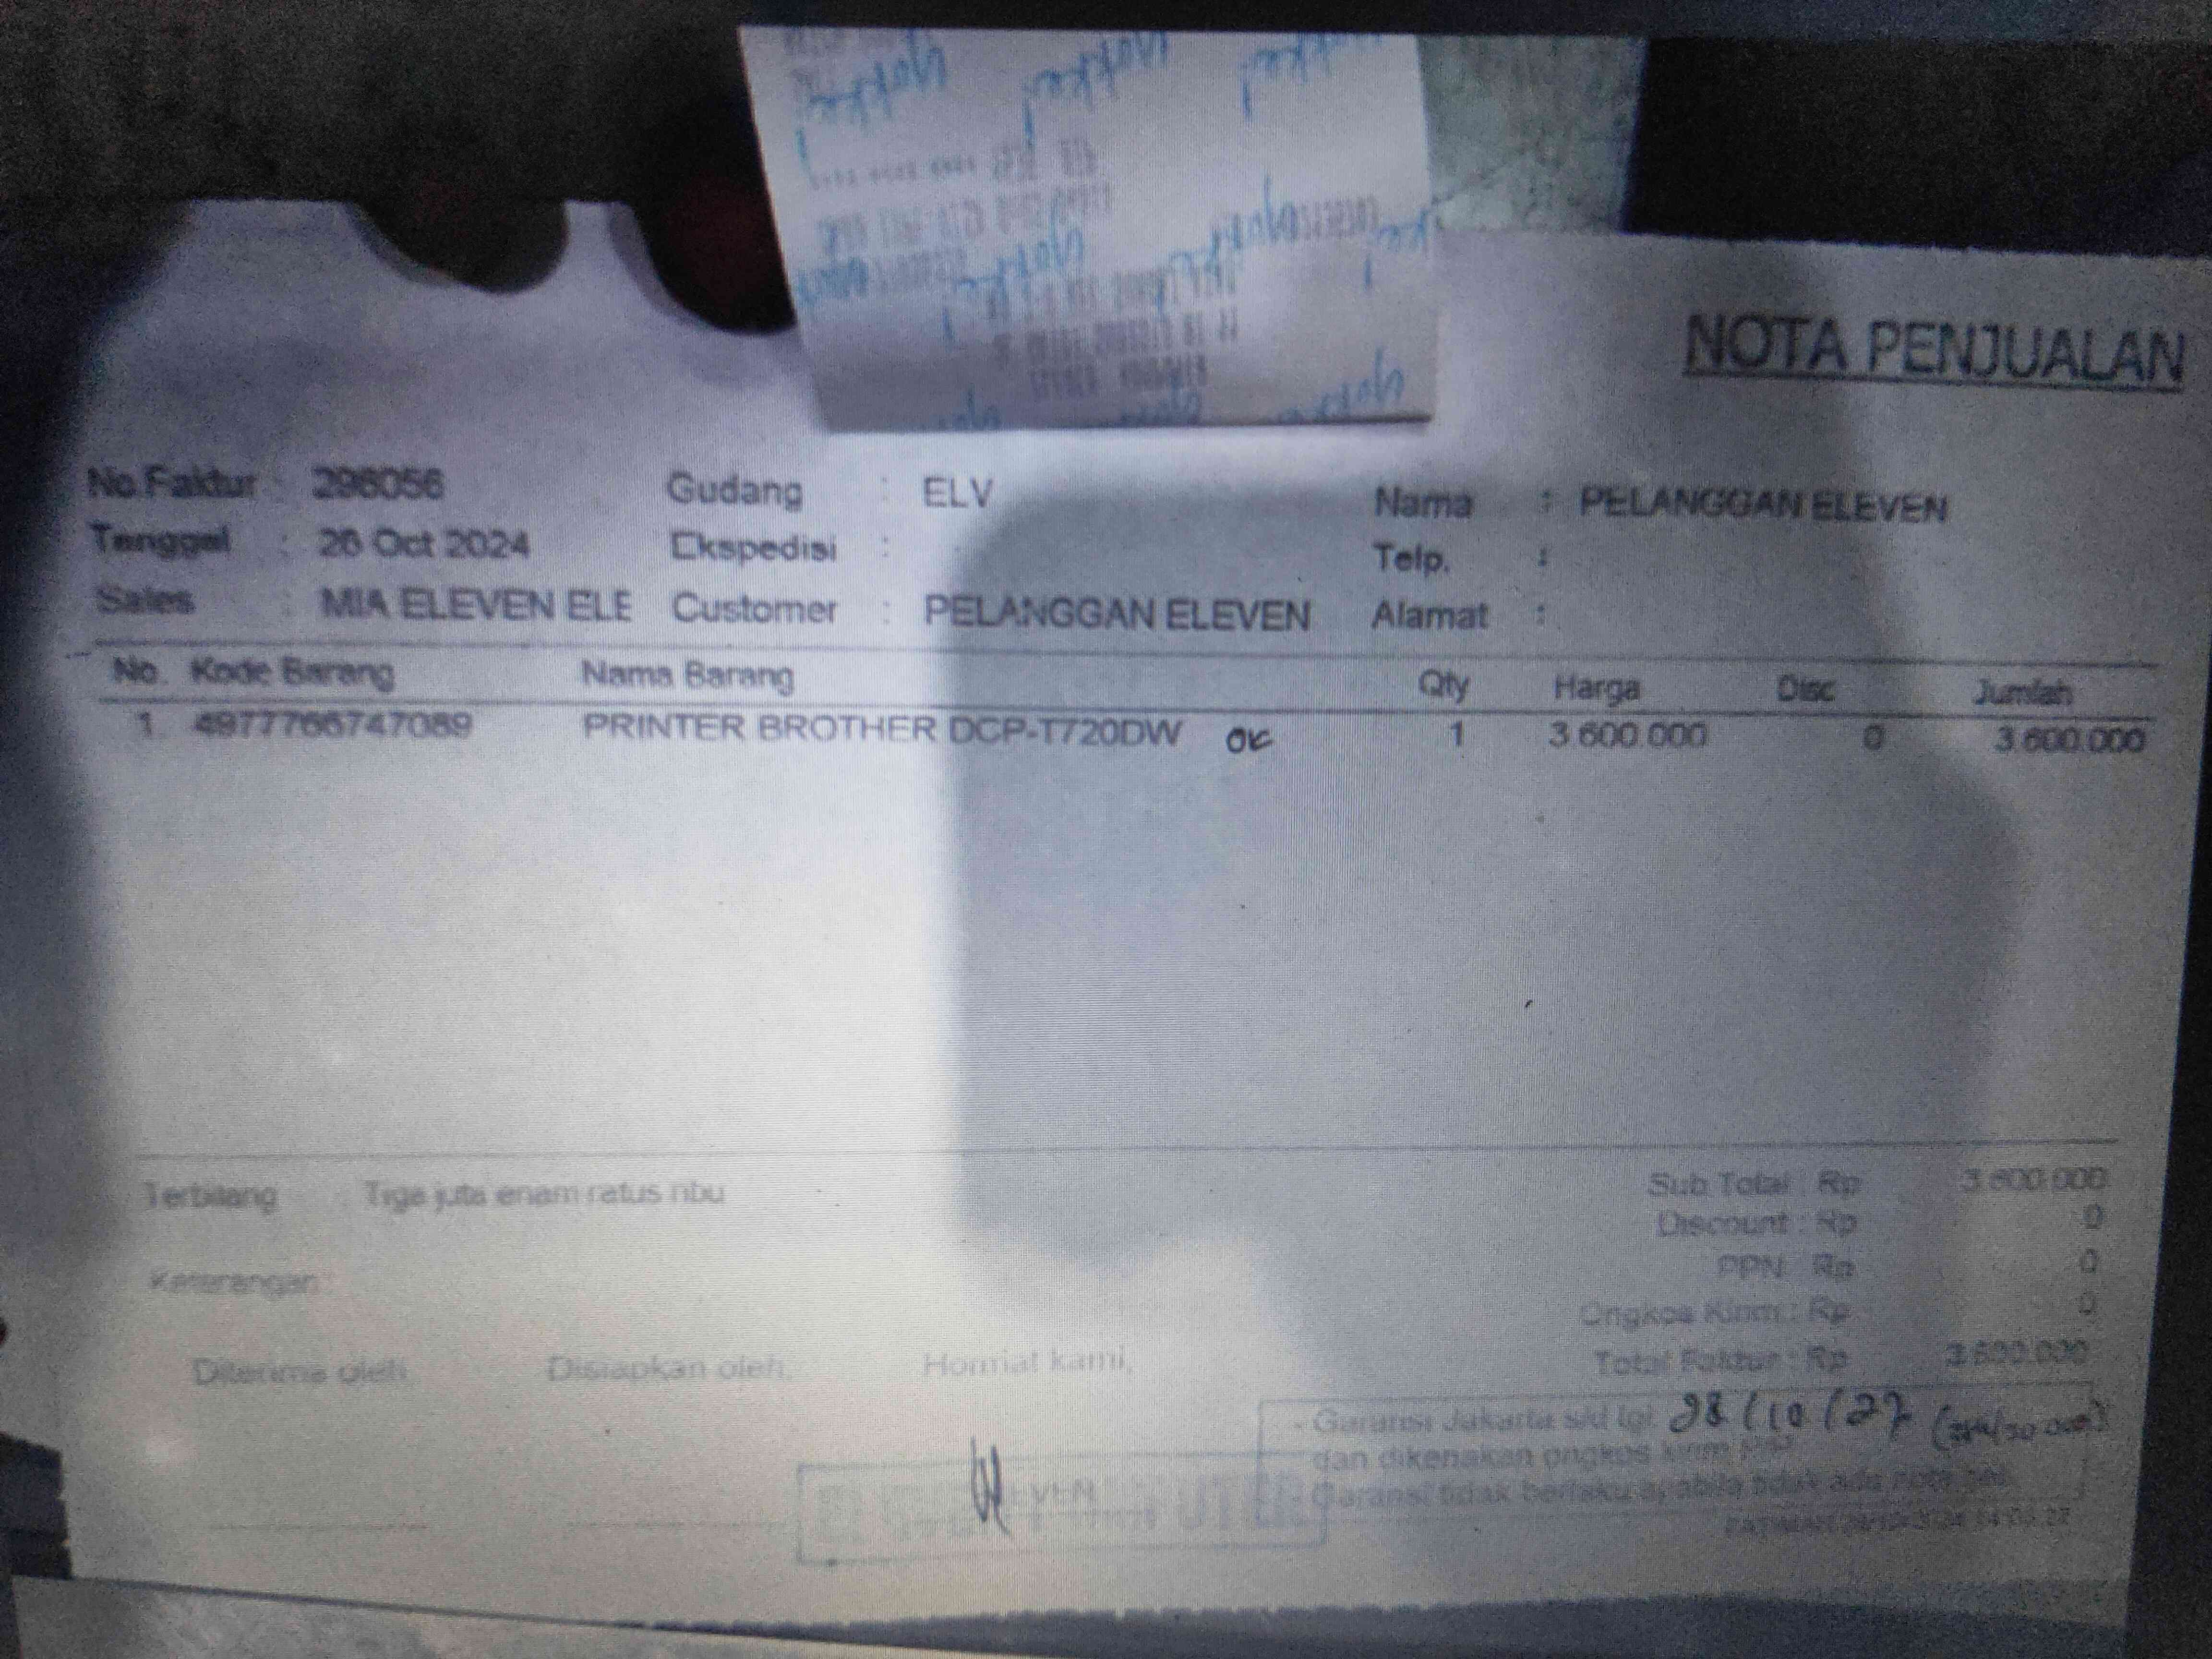 NOTA PENJUALAN
No.Faktur : 296056 Gudang : ELV Nama : PELANGGAN ELEVEN
Tanggal : 26 Oct 2024 Ekspedisi : Telp. :
Sales : MIA ELEVEN ELE Customer : PELANGGAN ELEVEN Alamat :
No. Kode Barang Nama Barang Qty Harga Disc Jumlah
1 4977766747089 PRINTER BROTHER DCP-T720DW OK 1 3.600.000 0 3.600.000
Terbilang : Tiga juta enam ratus ribu Sub Total : Rp 3.600.000
Discount : Rp 0
Keterangan PPN : Rp 0
Ongkos Kirim : Rp 0
Diterima oleh, Disiapkan oleh, Hormat kami, Total Faktur : Rp 3.600.000
- Garansi Jakarta s/d tgl 28/10/27
dan dikenakan ongkos kirim
- Garansi tidak berlaku apabila tidak ada nota
ELEVEN